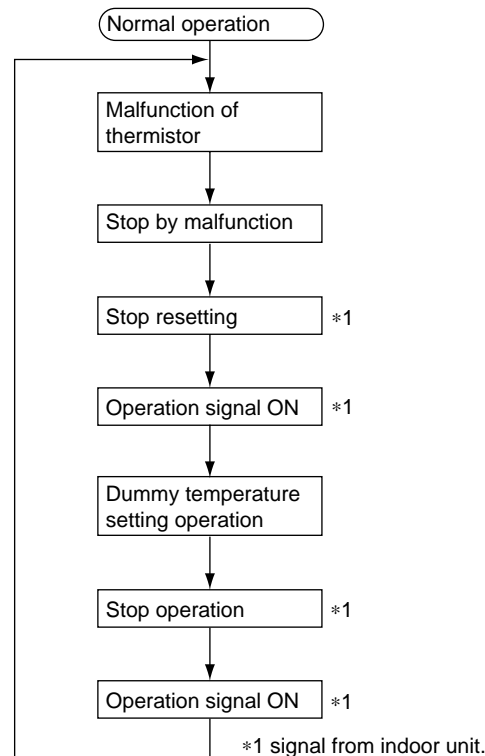 Normal operation
Malfunction of
thermistor
Stop by malfunction
Stop resetting *1
Operation signal ON *1
Dummy temperature
setting operation
Stop operation *1
Operation signal ON *1
*1 signal from indoor unit.